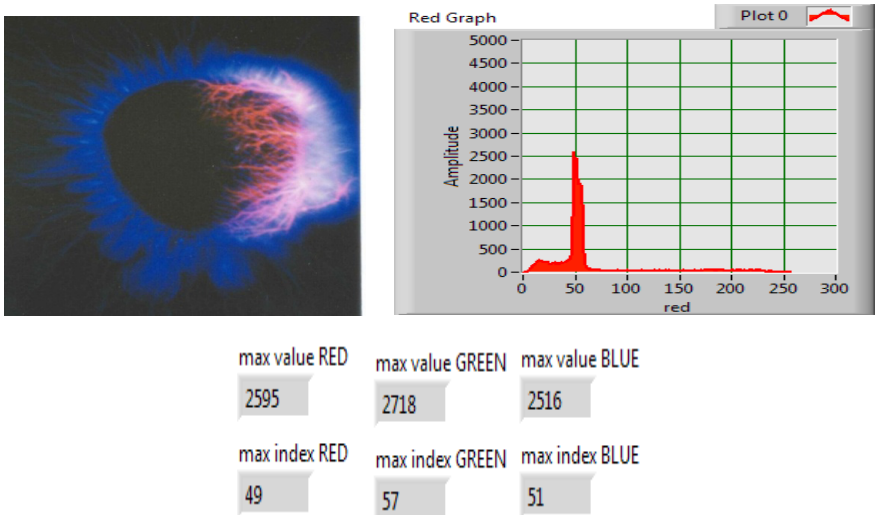 Red Graph
Plot 0
5000
4500
4000
3500
3000
2500
2000
1500
1000
500
0
Amplitude
0 50 100 150 200 250 300
red
max value RED max value GREEN max value BLUE
2595 2718 2516
max index RED max index GREEN max index BLUE
49 57 51